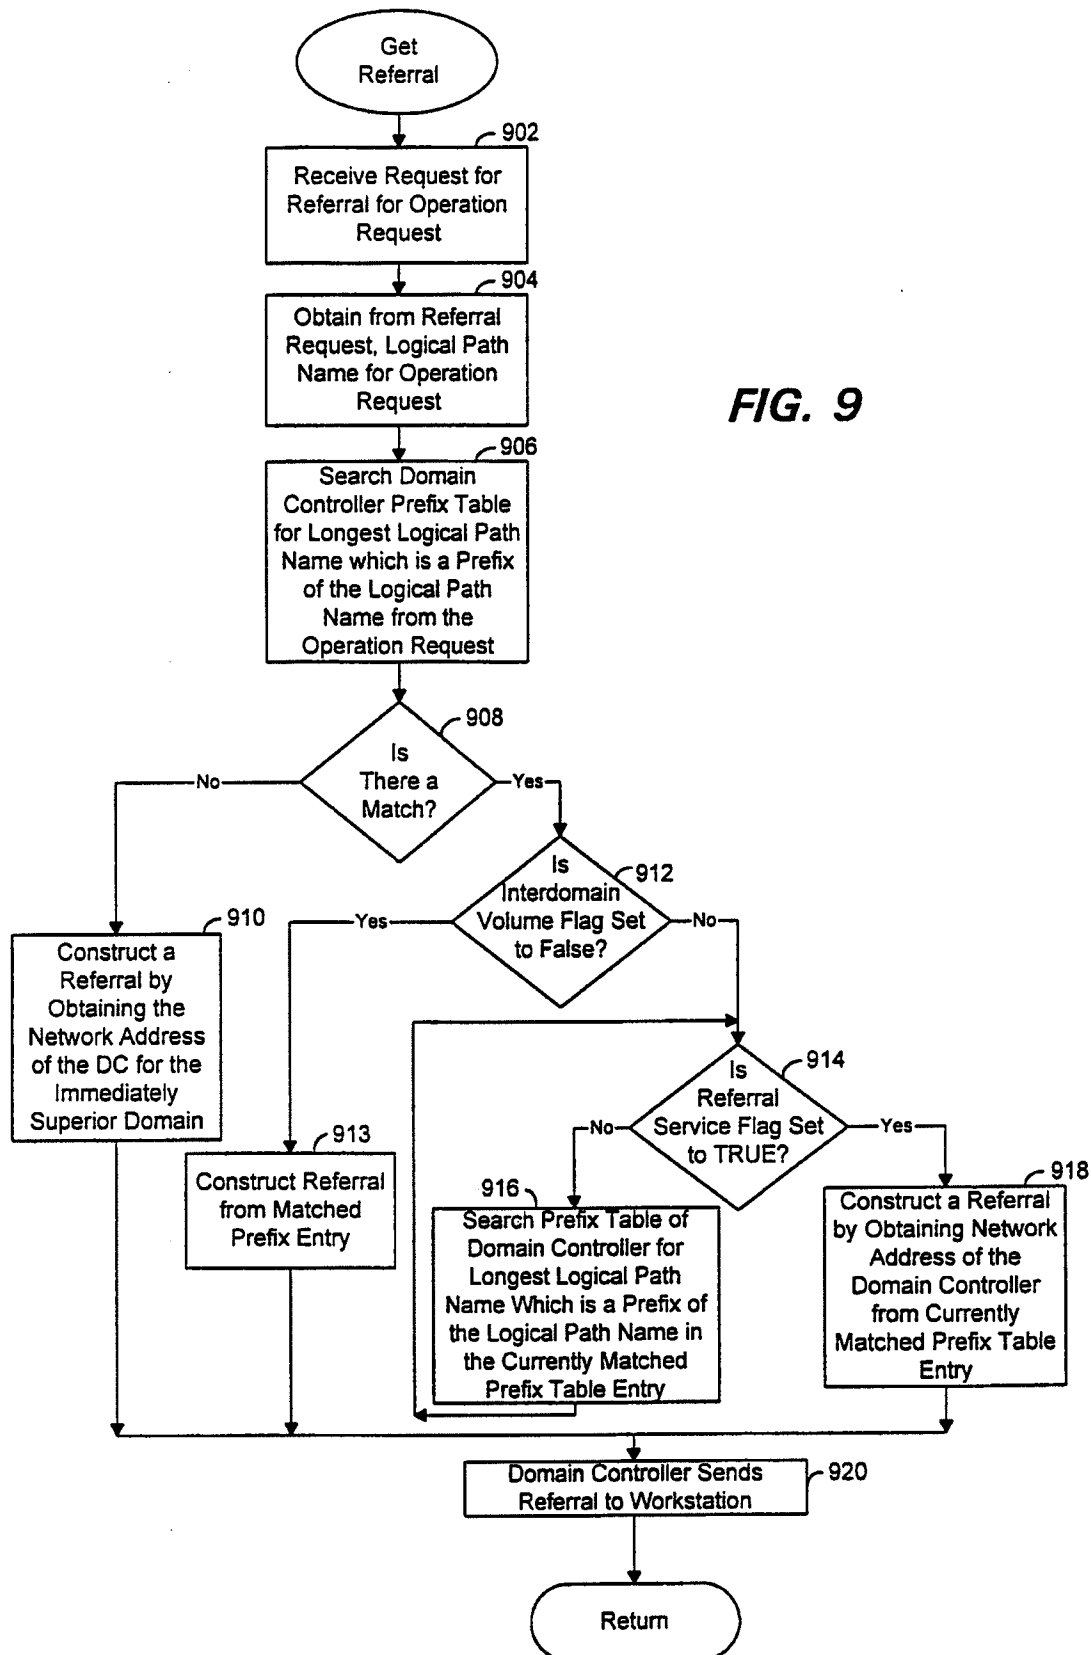 Get
Referral
902
Receive Request for
Referral for Operation
Request
904
Obtain from Referral
Request, Logical Path
Name for Operation
Request
FIG. 9
906
Search Domain
Controller Prefix Table
for Longest Logical Path
Name which is a Prefix
of the Logical Path
Name from the
Operation Request
908
Is
There a
Match?
No
Yes
912
Is
Interdomain
Volume Flag Set
to False?
Yes
No
910
Construct a
Referral by
Obtaining the
Network Address
of the DC for the
Immediately
Superior Domain
913
Construct Referral
from Matched
Prefix Entry
914
Is
Referral
Service Flag Set
to TRUE?
No
Yes
916
Search Prefix Table of
Domain Controller for
Longest Logical Path
Name Which is a Prefix of
the Logical Path Name in
the Currently Matched
Prefix Table Entry
918
Construct a Referral
by Obtaining Network
Address of the
Domain Controller
from Currently
Matched Prefix Table
Entry
Domain Controller Sends
Referral to Workstation
920
Return